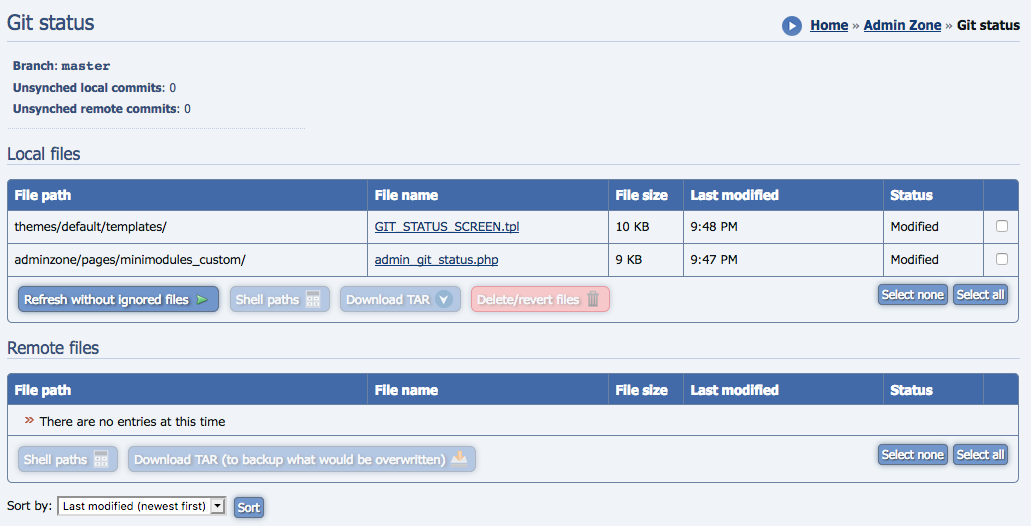 Git status
Home » Admin Zone » Git status
Branch: master
Unsynched local commits: 0
Unsynched remote commits: 0
Local files
File path File name File size Last modified Status
themes/default/templates/ GIT_STATUS_SCREEN.tpl 10 KB 9:48 PM Modified
adminzone/pages/minimodules_custom/ admin_git_status.php 9 KB 9:47 PM Modified
Refresh without ignored files Shell paths Download TAR Delete/revert files Select none Select all
Remote files
File path File name File size Last modified Status
» There are no entries at this time
Shell paths Download TAR (to backup what would be overwritten) Select none Select all
Sort by: Last modified (newest first) Sort